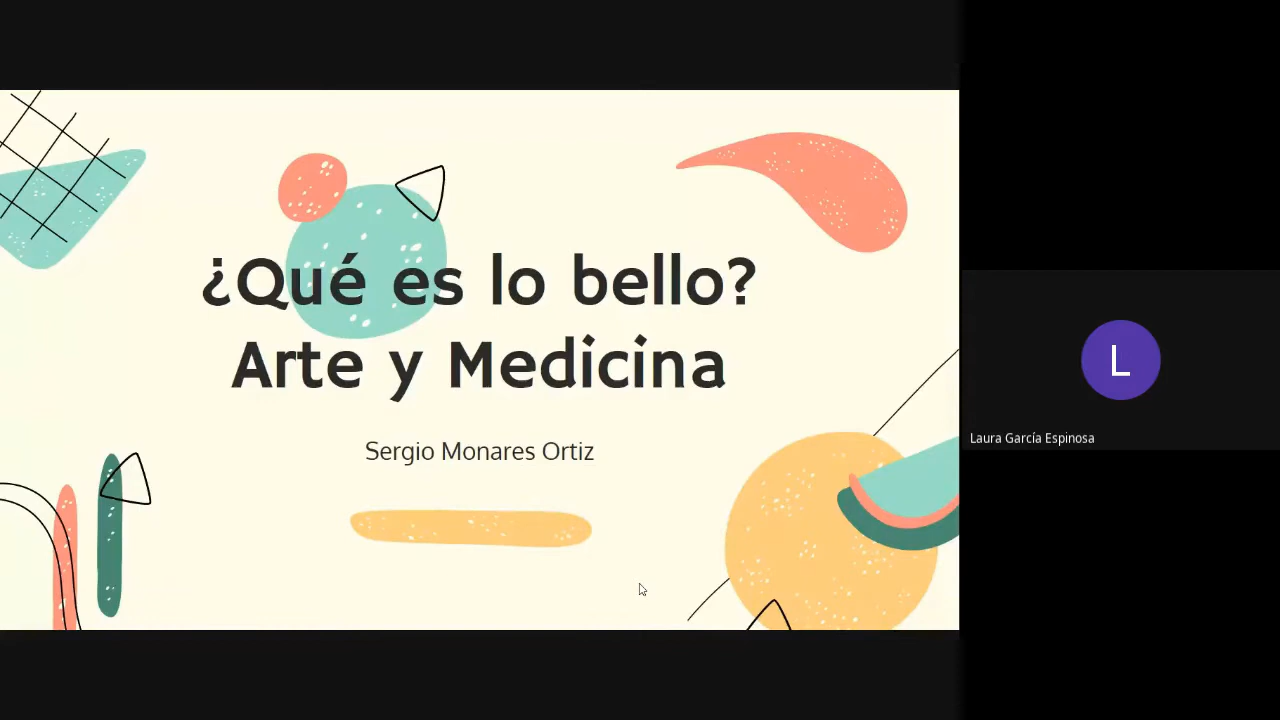 ¿Qué es lo bello?
Arte y Medicina
Sergio Monares Ortiz
L
Laura García Espinosa